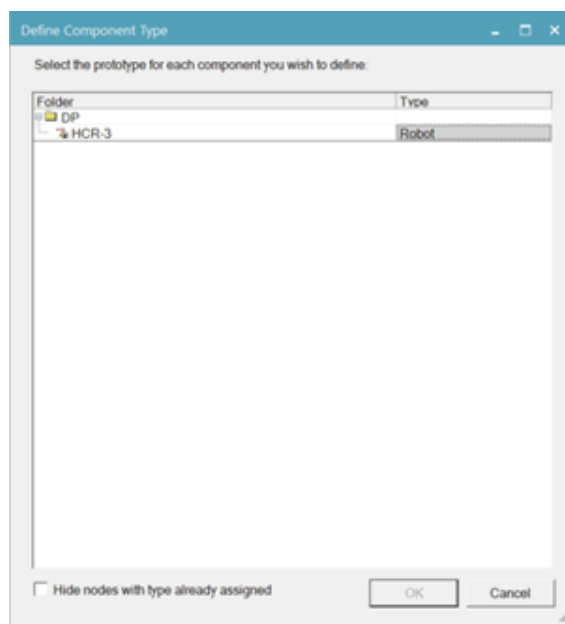 Define Component Type
Select the prototype for each component you wish to define:
Folder Type
DP
HCR-3 Robot
Hide nodes with type already assigned
OK Cancel